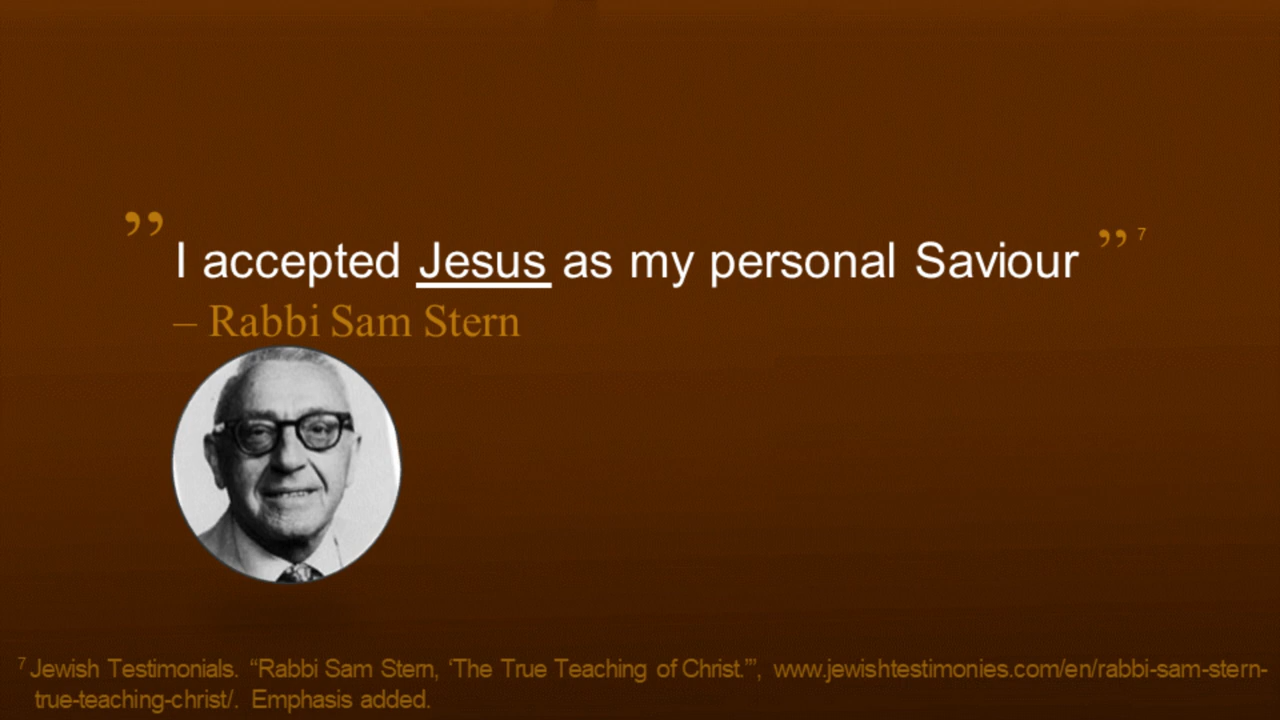 ” I accepted Jesus as my personal Saviour ” 7
– Rabbi Sam Stern
7 Jewish Testimonials. “Rabbi Sam Stern, ‘The True Teaching of Christ.”’, www.jewishtestimonies.com/en/rabbi-sam-stern-
true-teaching-christ/. Emphasis added.